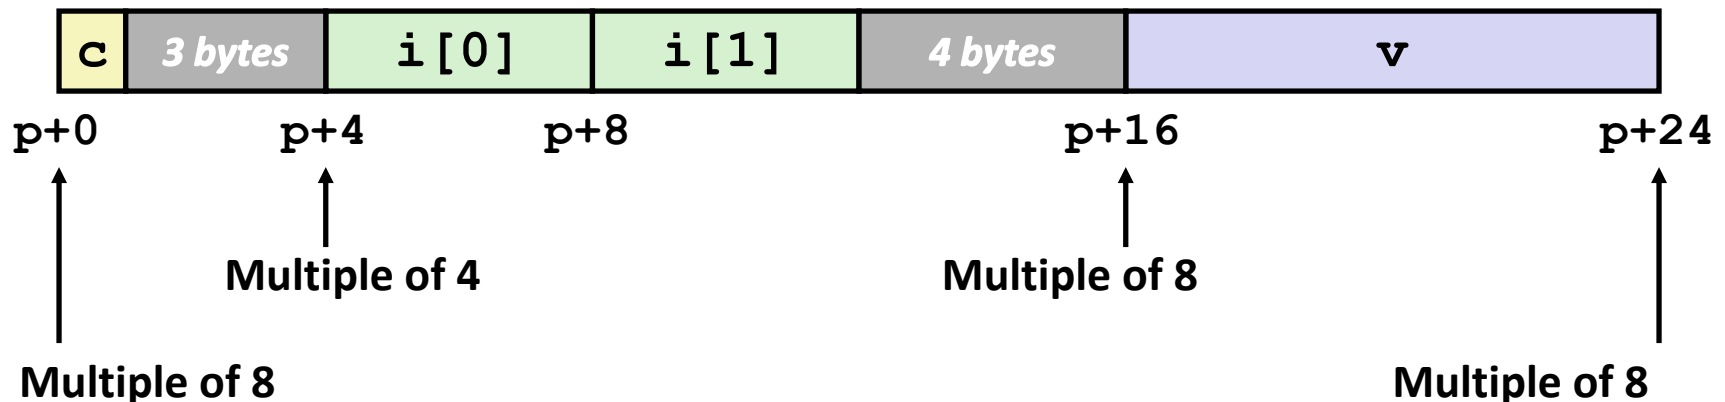 c 3 bytes i[0] i[1] 4 bytes v
p+0 p+4 p+8 p+16 p+24
Multiple of 4 Multiple of 8
Multiple of 8 Multiple of 8